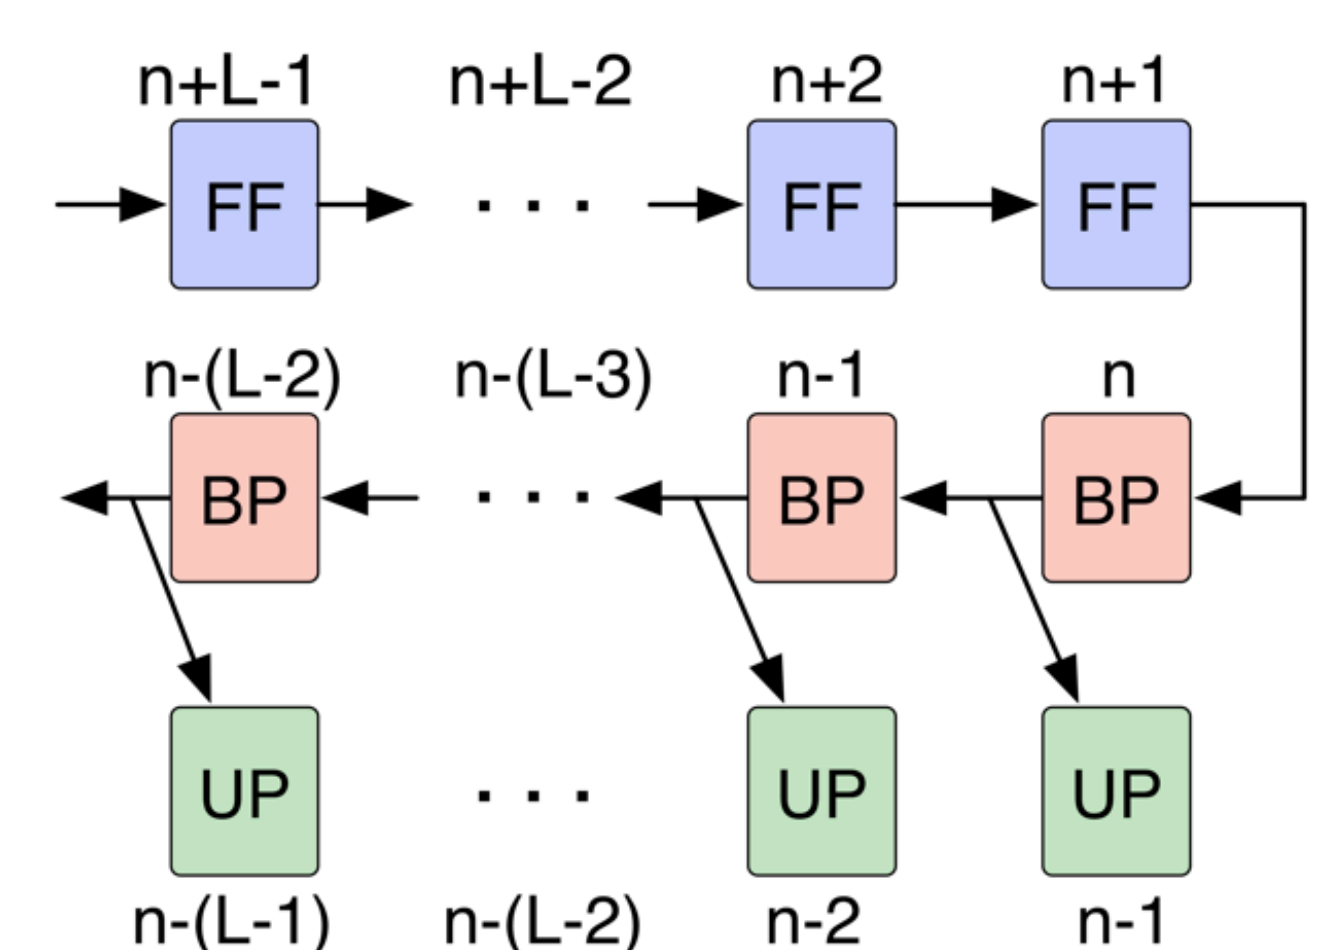 n+L-1 n+L-2 n+2 n+1
FF . . . FF FF
n-(L-2) n-(L-3) n-1 n
BP . . . BP BP
UP . . . UP UP
n-(L-1) n-(L-2) n-2 n-1